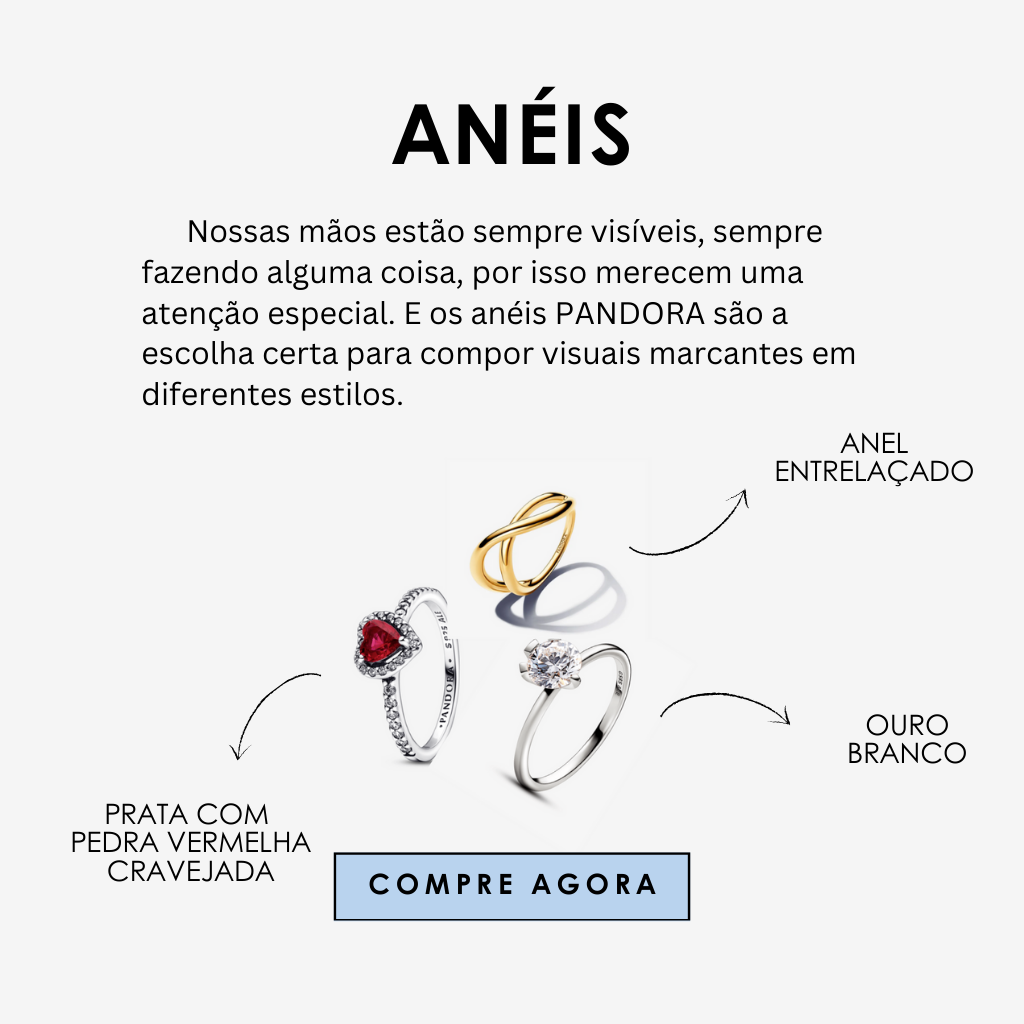 ANÉIS
Nossas mãos estão sempre visíveis, sempre
fazendo alguma coisa, por isso merecem uma
atenção especial. E os anéis PANDORA são a
escolha certa para compor visuais marcantes em
diferentes estilos.
ANEL
ENTRELAÇADO
PANDORA
OURO
BRANCO
PRATA COM
PEDRA VERMELHA
CRAVEJADA
COMPRE AGORA